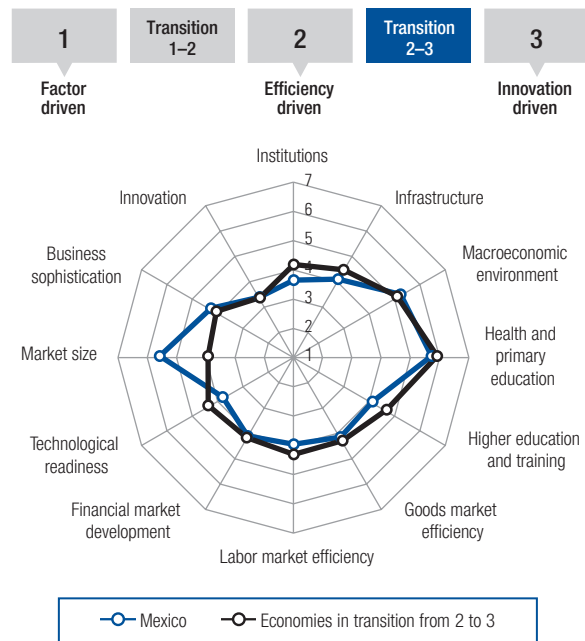 1
Transition
1–2
2
Transition
2–3
3
Factor
driven
Efficiency
driven
Innovation
driven
Institutions
7
Innovation
Infrastructure
6
5
Business
sophistication
Macroeconomic
environment
4
3
Market size
Health and
primary
education
2
1
Technological
readiness
Higher education
and training
Financial market
development
Goods market
efficiency
Labor market efficiency
Mexico
Economies in transition from 2 to 3